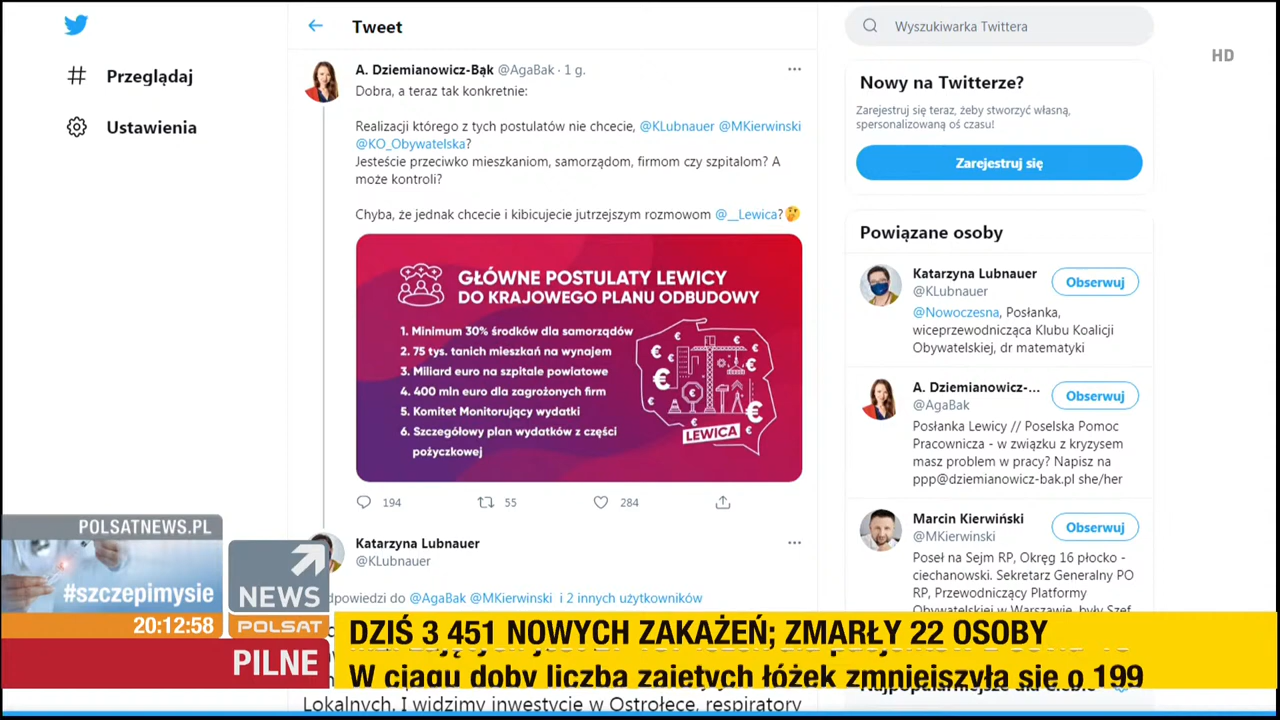 Tweet
Wyszukiwarka Twittera
HD
Przeglądaj
Ustawienia
A. Dziemianowicz-Bąk @AgaBak · 1 g.
Dobra, a teraz tak konkretnie:
Realizacji którego z tych postulatów nie chcecie, @KLubnauer @MKierwinski
@KO_Obywatelska?
Jesteście przeciwko mieszkaniom, samorządom, firmom czy szpitalom? A
może kontroli?
Chyba, że jednak chcecie i kibicujecie jutrzejszym rozmowom @__Lewica?🤔
GŁÓWNE POSTULATY LEWICY
DO KRAJOWEGO PLANU ODBUDOWY
1. Minimum 30% środków dla samorządów
2. 75 tys. tanich mieszkań na wynajem
3. Miliard euro na szpitale powiatowe
4. 400 mln euro dla zagrożonych firm
5. Komitet Monitorujący wydatki
6. Szczegółowy plan wydatków z części
pożyczkowej
LEWICA
194 55 284
Katarzyna Lubnauer
@KLubnauer
dpowiedzi do @AgaBak @MKierwinski i 2 innych użytkowników
Lokalnych. I widzimy inwestycje w Ostrołęce, respiratory
Nowy na Twitterze?
Zarejestruj się teraz, żeby stworzyć własną,
spersonalizowaną oś czasu!
Zarejestruj się
Powiązane osoby
Katarzyna Lubnauer
@KLubnauer
Obserwuj
@Nowoczesna, Posłanka,
wiceprzewodnicząca Klubu Koalicji
Obywatelskiej, dr matematyki
A. Dziemianowicz-...
@AgaBak
Obserwuj
Posłanka Lewicy // Poselska Pomoc
Pracownicza - w związku z kryzysem
masz problem w pracy? Napisz na
ppp@dziemianowicz-bak.pl she/her
Marcin Kierwiński
@MKierwinski
Obserwuj
Poseł na Sejm RP, Okręg 16 płocko -
ciechanowski. Sekretarz Generalny PO
RP, Przewodniczący Platformy
Obywatelskiej w Warszawie, były Szef
POLSATNEWS.PL
#szczepimysie
20:12:58
NEWS
POLSAT
PILNE
DZIŚ 3 451 NOWYCH ZAKAŻEŃ; ZMARŁY 22 OSOBY
W ciągu doby liczba zajętych łóżek zmniejszyła się o 199